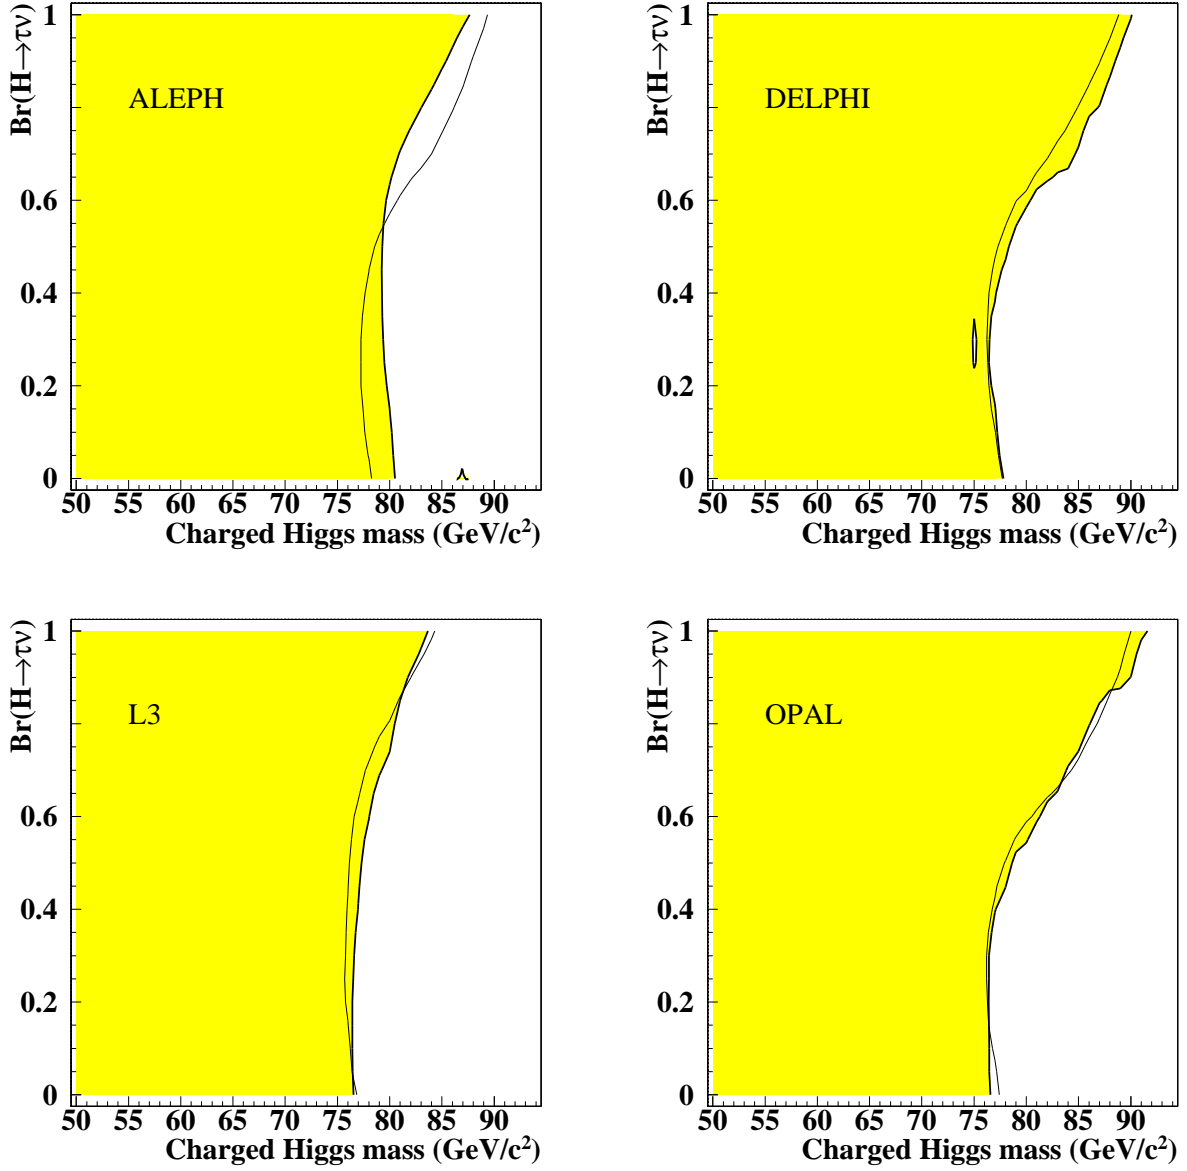 Br(H→τν)
1
0.6
0.4
0.2
0
ALEPH
50 55 60 65 70 75 80 85 90
Charged Higgs mass (GeV/c²)
Br(H→τν)
1
0.6
0.4
0.2
0
DELPHI
50 55 60 65 70 75 80 85 90
Charged Higgs mass (GeV/c²)
Br(H→τν)
1
0.6
0.4
0.2
0
L3
50 55 60 65 70 75 80 85 90
Charged Higgs mass (GeV/c²)
Br(H→τν)
1
0.6
0.4
0.2
0
OPAL
50 55 60 65 70 75 80 85 90
Charged Higgs mass (GeV/c²)